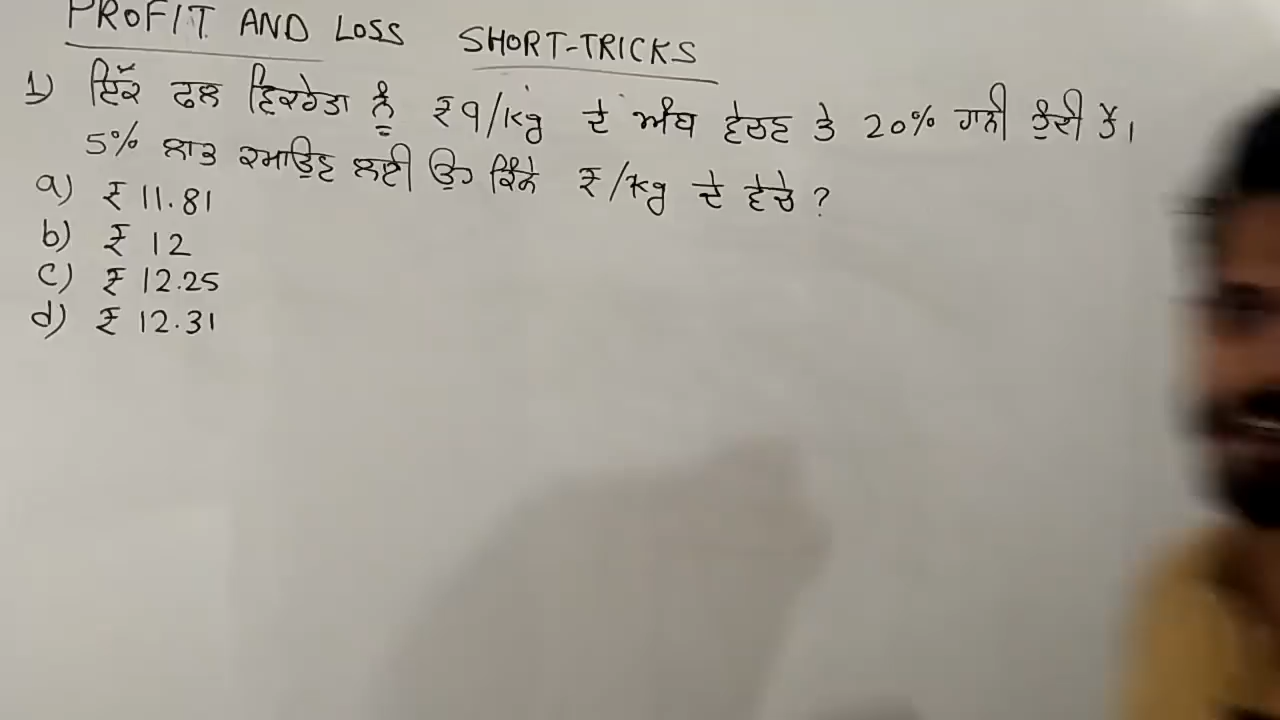 PROFIT AND LOSS SHORT-TRICKS
1) ਇੱਕ ਫਲ ਵਿਕਰੇਤਾ ਨੂੰ ₹9/kg ਦੇ ਅੰਬ ਵੇਚਣ ਤੇ 20% ਹਾਨੀ ਹੁੰਦੀ ਹੈ।
5% ਲਾਭ ਕਮਾਉਣ ਲਈ ਉਹ ਕਿੰਨੇ ₹/kg ਦੇ ਵੇਚੇ ?
a) ₹ 11.81
b) ₹ 12
c) ₹ 12.25
d) ₹ 12.31